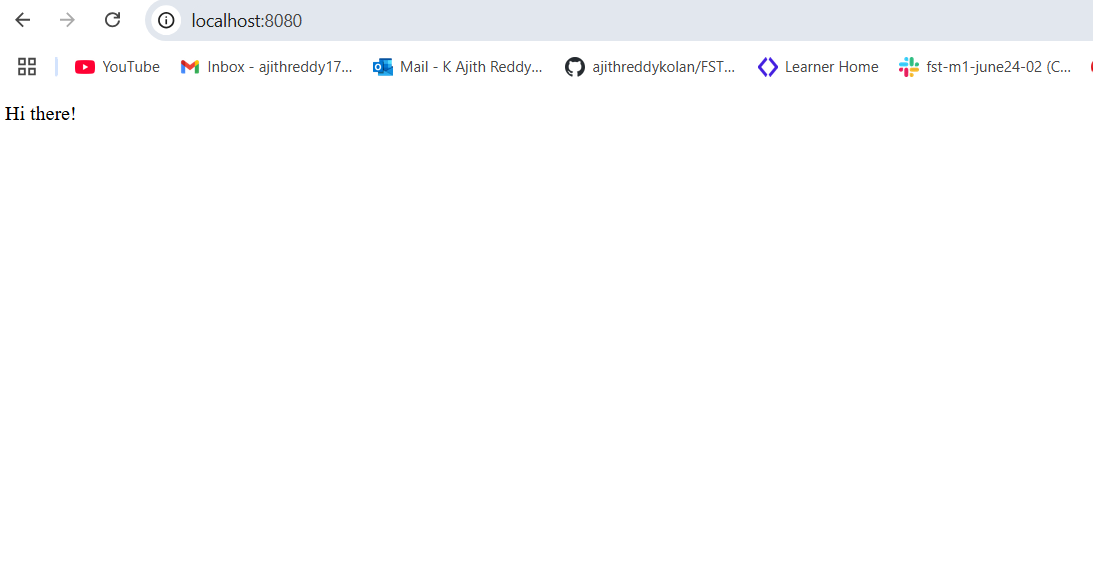 localhost:8080
YouTube Inbox - ajithreddy17... Mail - K Ajith Reddy... ajithreddykolan/FST... Learner Home fst-m1-june24-02 (C...
Hi there!